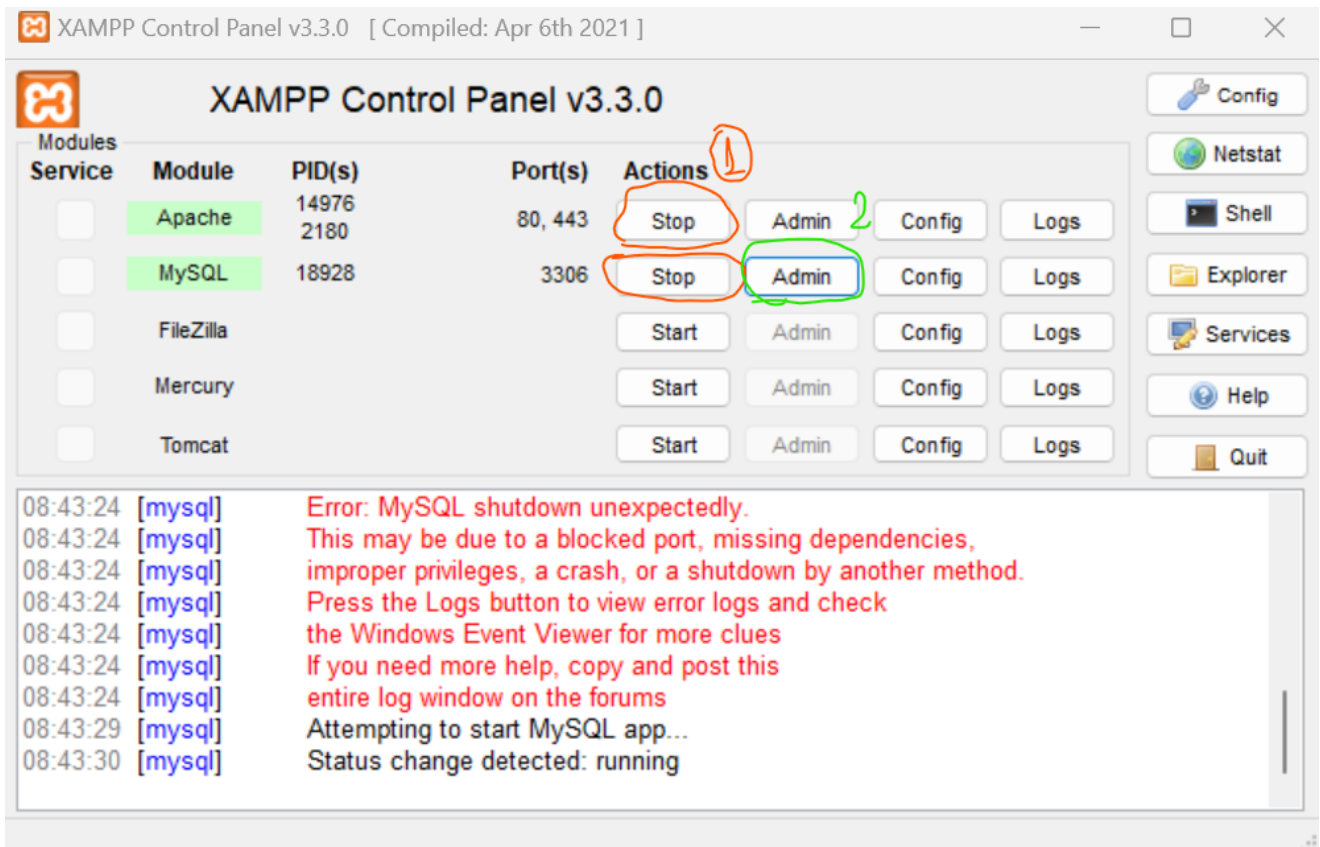 XAMPP Control Panel v3.3.0 [ Compiled: Apr 6th 2021 ]
XAMPP Control Panel v3.3.0
Config
Modules
1
Netstat
Service Module PID(s) Port(s) Actions
Apache 14976 2180 80, 443 Stop Admin 2 Config Logs
Shell
MySQL 18928 3306 Stop Admin Config Logs
Explorer
FileZilla Start Admin Config Logs
Services
Mercury Start Admin Config Logs
Help
Tomcat Start Admin Config Logs
Quit
08:43:24 [mysql] Error: MySQL shutdown unexpectedly.
08:43:24 [mysql] This may be due to a blocked port, missing dependencies,
08:43:24 [mysql] improper privileges, a crash, or a shutdown by another method.
08:43:24 [mysql] Press the Logs button to view error logs and check
08:43:24 [mysql] the Windows Event Viewer for more clues
08:43:24 [mysql] If you need more help, copy and post this
08:43:24 [mysql] entire log window on the forums
08:43:29 [mysql] Attempting to start MySQL app...
08:43:30 [mysql] Status change detected: running